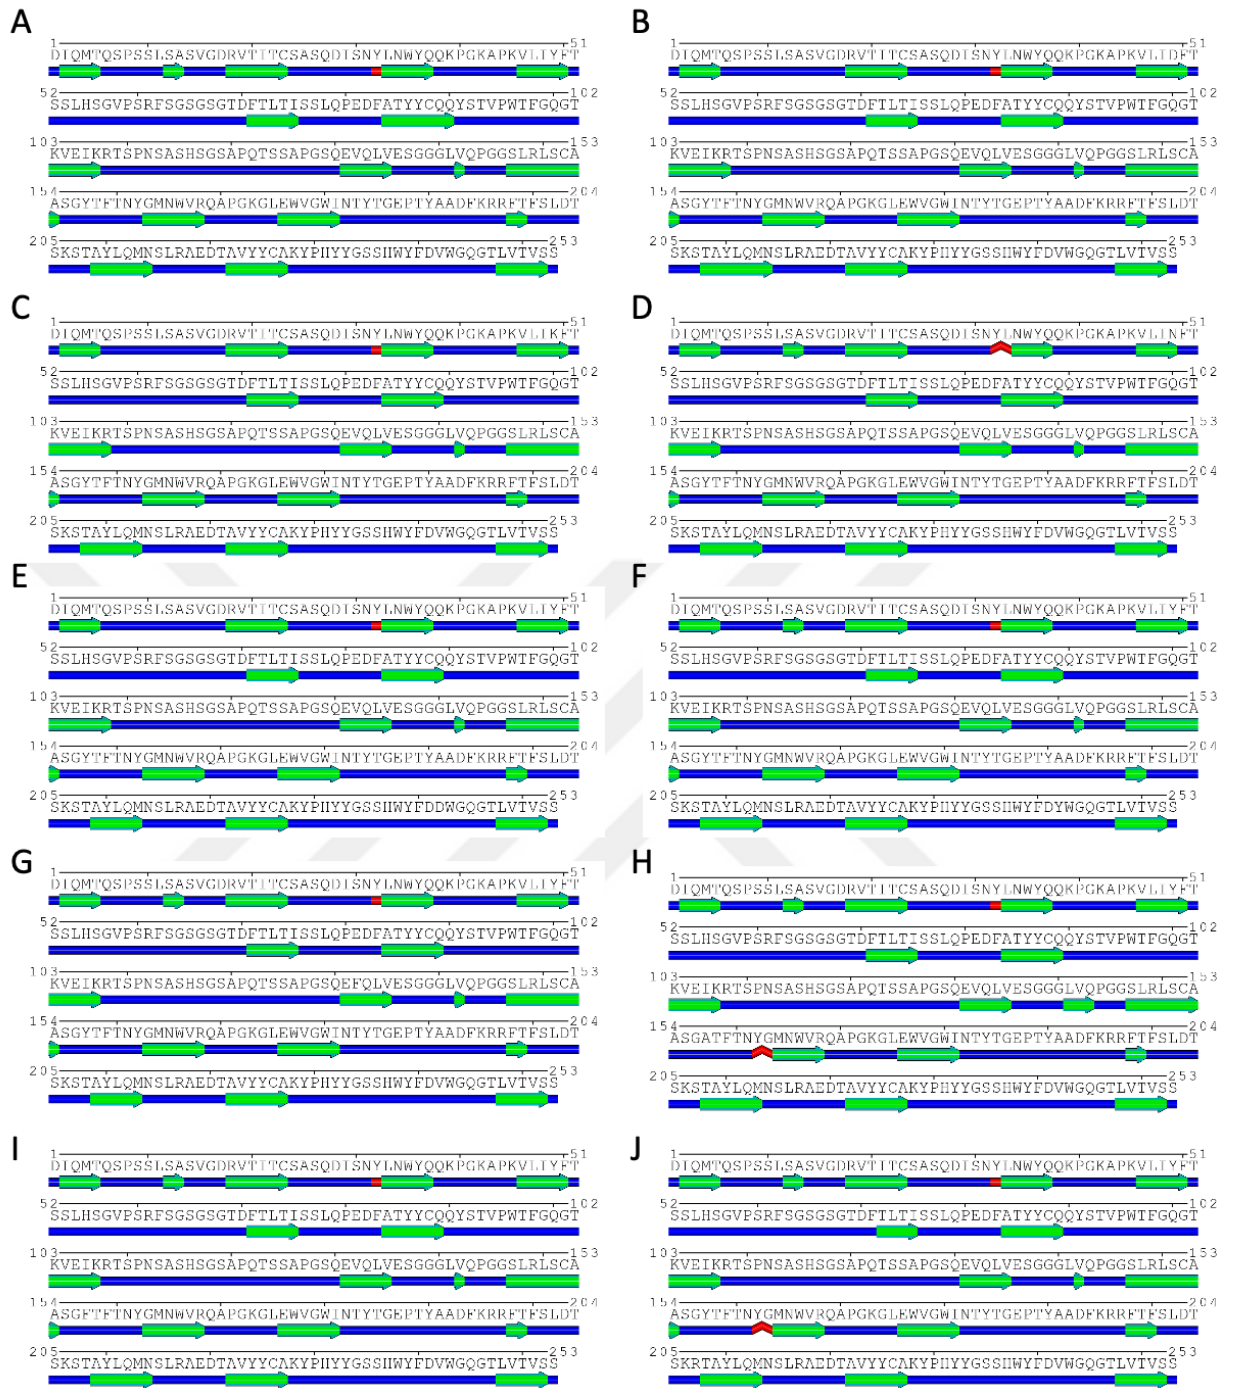 A
1 51
DIQMTQSPSSLSASVGDRVTITCSASQDISNYLNWYQQKPGKAPKVLIYFT
52 102
SSLHSGVPSRFSGSGSGTDFTLTISSLQPEDFATYYCQQYSTVPWTFGQGT
103 153
KVEIKRTSPNSASHSGSAPQTSSAPGSQEVQLVESGGGLVQPGGSLRLSCA
154 204
ASGYTFTNYGMNWVRQAPGKGLEWVGWINTYTGEPTYAADFKRRFTFSLDT
205 253
SKSTAYLQMNSLRAEDTAVYYCAKYPHYYGSSHWYFDVWGQGTLVTVSS
B
1 51
DIQMTQSPSSLSASVGDRVTITCSASQDISNYLNWYQQKPGKAPKVLIDFT
52 102
SSLHSGVPSRFSGSGSGTDFTLTISSLQPEDFATYYCQQYSTVPWTFGQGT
103 153
KVEIKRTSPNSASHSGSAPQTSSAPGSQEVQLVESGGGLVQPGGSLRLSCA
154 204
ASGYTFTNYGMNWVRQAPGKGLEWVGWINTYTGEPTYAADFKRRFTFSLDT
205 253
SKSTAYLQMNSLRAEDTAVYYCAKYPHYYGSSHWYFDVWGQGTLVTVSS
C
1 51
DIQMTQSPSSLSASVGDRVTITCSASQDISNYLNWYQQKPGKAPKVLIKFT
52 102
SSLHSGVPSRFSGSGSGTDFTLTISSLQPEDFATYYCQQYSTVPWTFGQGT
103 153
KVEIKRTSPNSASHSGSAPQTSSAPGSQEVQLVESGGGLVQPGGSLRLSCA
154 204
ASGYTFTNYGMNWVRQAPGKGLEWVGWINTYTGEPTYAADFKRRFTFSLDT
205 253
SKSTAYLQMNSLRAEDTAVYYCAKYPHYYGSSHWYFDVWGQGTLVTVSS
D
1 51
DIQMTQSPSSLSASVGDRVTITCSASQDISNYLNWYQQKPGKAPKVLINFT
52 102
SSLHSGVPSRFSGSGSGTDFTLTISSLQPEDFATYYCQQYSTVPWTFGQGT
103 153
KVEIKRTSPNSASHSGSAPQTSSAPGSQEVQLVESGGGLVQPGGSLRLSCA
154 204
ASGYTFTNYGMNWVRQAPGKGLEWVGWINTYTGEPTYAADFKRRFTFSLDT
205 253
SKSTAYLQMNSLRAEDTAVYYCAKYPHYYGSSHWYFDVWGQGTLVTVSS
E
1 51
DIQMTQSPSSLSASVGDRVTITCSASQDISNYLNWYQQKPGKAPKVLIYFT
52 102
SSLHSGVPSRFSGSGSGTDFTLTISSLQPEDFATYYCQQYSTVPWTFGQGT
103 153
KVEIKRTSPNSASHSGSAPQTSSAPGSQEVQLVESGGGLVQPGGSLRLSCA
154 204
ASGYTFTNYGMNWVRQAPGKGLEWVGWINTYTGEPTYAADFKRRFTFSLDT
205 253
SKSTAYLQMNSLRAEDTAVYYCAKYPHYYGSSHWYFDDWGQGTLVTVSS
F
1 51
DIQMTQSPSSLSASVGDRVTITCSASQDISNYLNWYQQKPGKAPKVLIYFT
52 102
SSLHSGVPSRFSGSGSGTDFTLTISSLQPEDFATYYCQQYSTVPWTFGQGT
103 153
KVEIKRTSPNSASHSGSAPQTSSAPGSQEVQLVESGGGLVQPGGSLRLSCA
154 204
ASGYTFTNYGMNWVRQAPGKGLEWVGWINTYTGEPTYAADFKRRFTFSLDT
205 253
SKSTAYLQMNSLRAEDTAVYYCAKYPHYYGSSHWYFDYWGQGTLVTVSS
G
1 51
DIQMTQSPSSLSASVGDRVTITCSASQDISNYLNWYQQKPGKAPKVLIYFT
52 102
SSLHSGVPSRFSGSGSGTDFTLTISSLQPEDFATYYCQQYSTVPWTFGQGT
103 153
KVEIKRTSPNSASHSGSAPQTSSAPGSQEFQLVESGGGLVQPGGSLRLSCA
154 204
ASGYTFTNYGMNWVRQAPGKGLEWVGWINTYTGEPTYAADFKRRFTFSLDT
205 253
SKSTAYLQMNSLRAEDTAVYYCAKYPHYYGSSHWYFDVWGQGTLVTVSS
H
1 51
DIQMTQSPSSLSASVGDRVTITCSASQDISNYLNWYQQKPGKAPKVLIYFT
52 102
SSLHSGVPSRFSGSGSGTDFTLTISSLQPEDFATYYCQQYSTVPWTFGQGT
103 153
KVEIKRTSPNSASHSGSAPQTSSAPGSQEVQLVESGGGLVQPGGSLRLSCA
154 204
ASGATFTNYGMNWVRQAPGKGLEWVGWINTYTGEPTYAADFKRRFTFSLDT
205 253
SKSTAYLQMNSLRAEDTAVYYCAKYPHYYGSSHWYFDVWGQGTLVTVSS
I
1 51
DIQMTQSPSSLSASVGDRVTITCSASQDISNYLNWYQQKPGKAPKVLIYFT
52 102
SSLHSGVPSRFSGSGSGTDFTLTISSLQPEDFATYYCQQYSTVPWTFGQGT
103 153
KVEIKRTSPNSASHSGSAPQTSSAPGSQEVQLVESGGGLVQPGGSLRLSCA
154 204
ASGFTFTNYGMNWVRQAPGKGLEWVGWINTYTGEPTYAADFKRRFTFSLDT
205 253
SKSTAYLQMNSLRAEDTAVYYCAKYPHYYGSSHWYFDVWGQGTLVTVSS
J
1 51
DIQMTQSPSSLSASVGDRVTITCSASQDISNYLNWYQQKPGKAPKVLIYFT
52 102
SSLHSGVPSRFSGSGSGTDFTLTISSLQPEDFATYYCQQYSTVPWTFGQGT
103 153
KVEIKRTSPNSASHSGSAPQTSSAPGSQEVQLVESGGGLVQPGGSLRLSCA
154 204
ASGYTFTNYGMNWVRQAPGKGLEWVGWINTYTGEPTYAADFKRRFTFSLDT
205 253
SKRTAYLQMNSLRAEDTAVYYCAKYPHYYGSSHWYFDVWGQGTLVTVSS